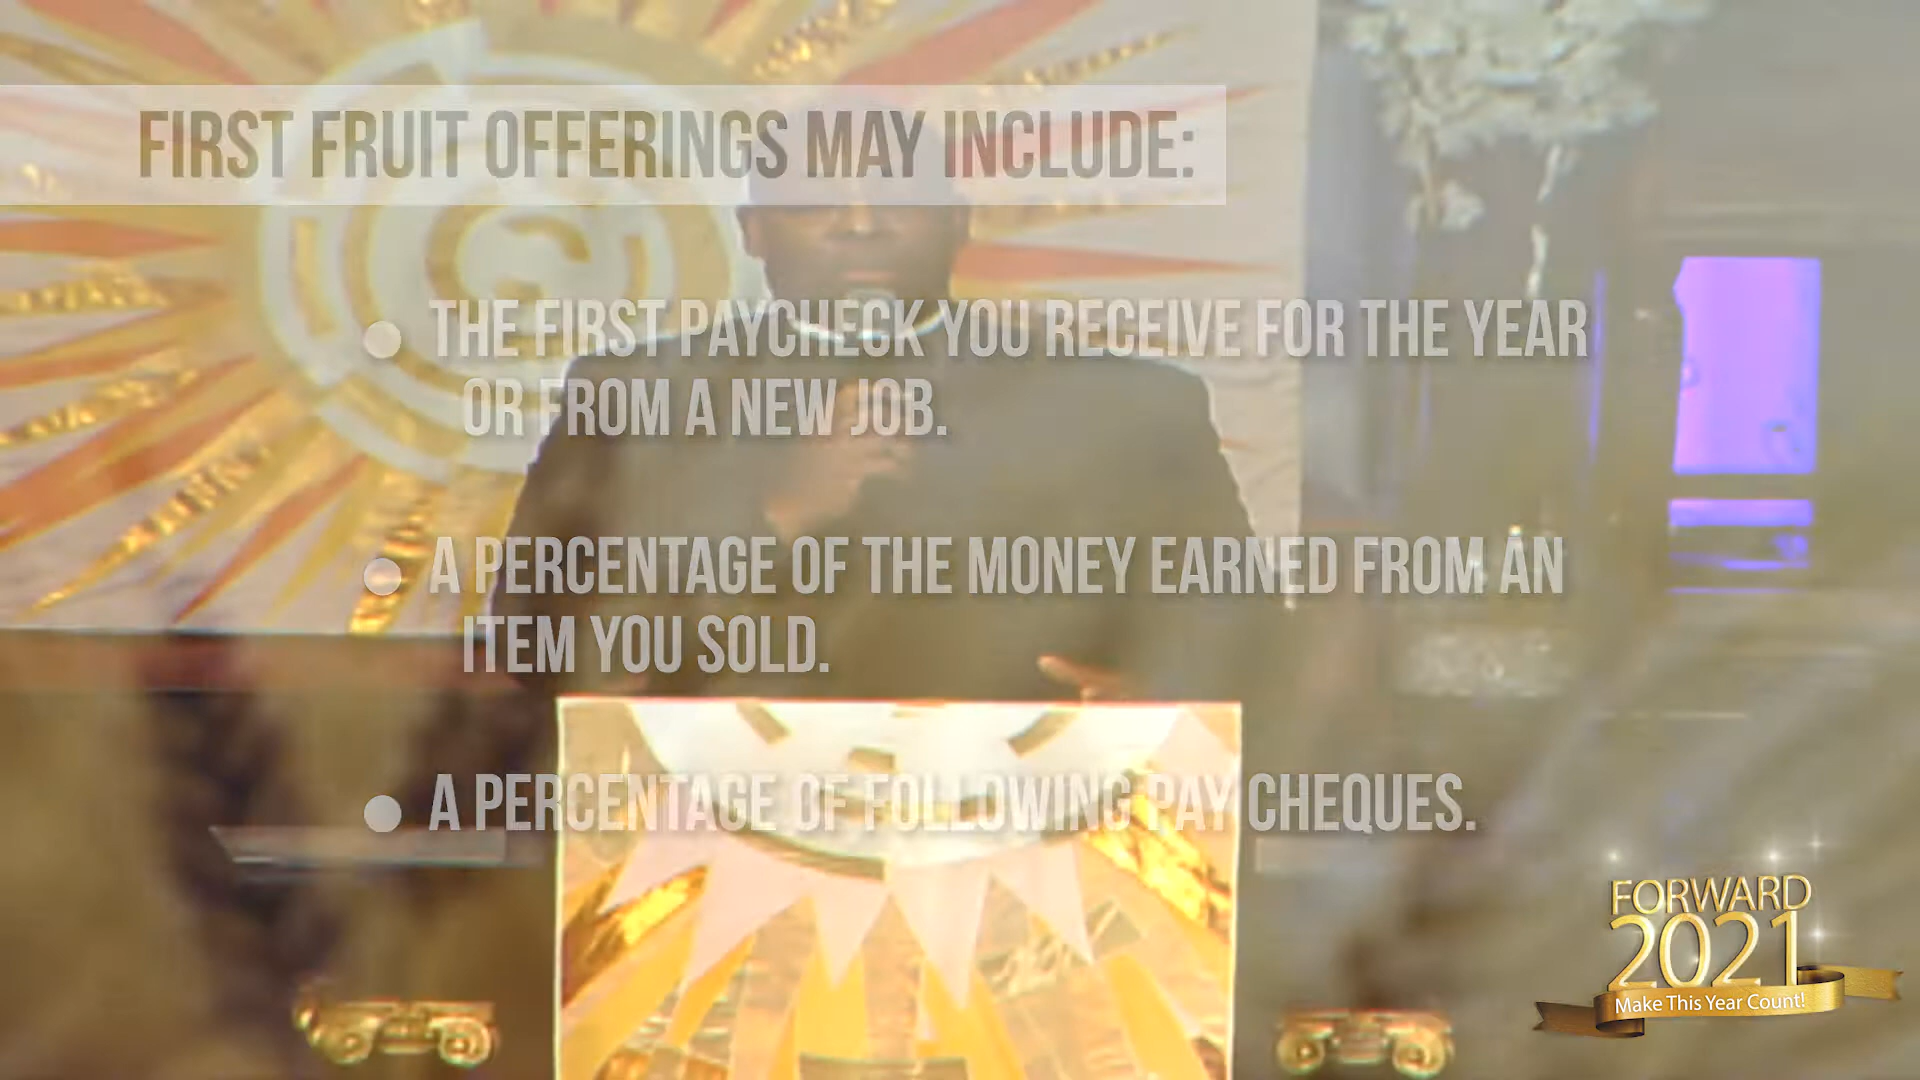 FIRST FRUIT OFFERINGS MAY INCLUDE:
● THE FIRST PAYCHECK YOU RECEIVE FOR THE YEAR
OR FROM A NEW JOB.
● A PERCENTAGE OF THE MONEY EARNED FROM AN
ITEM YOU SOLD.
● A PERCENTAGE OF FOLLOWING PAY CHEQUES.
FORWARD
2021
Make This Year Count!